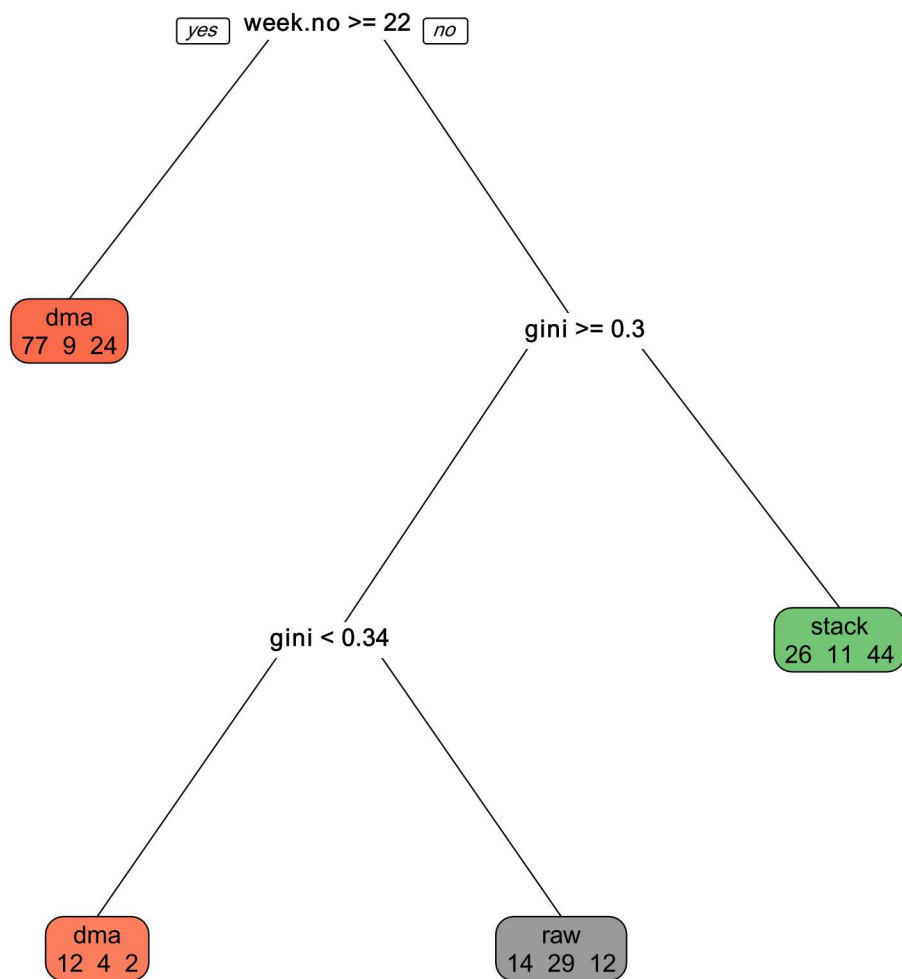 yes week.no >= 22 no
dma
77 9 24
gini >= 0.3
stack
26 11 44
gini < 0.34
dma
12 4 2
raw
14 29 12